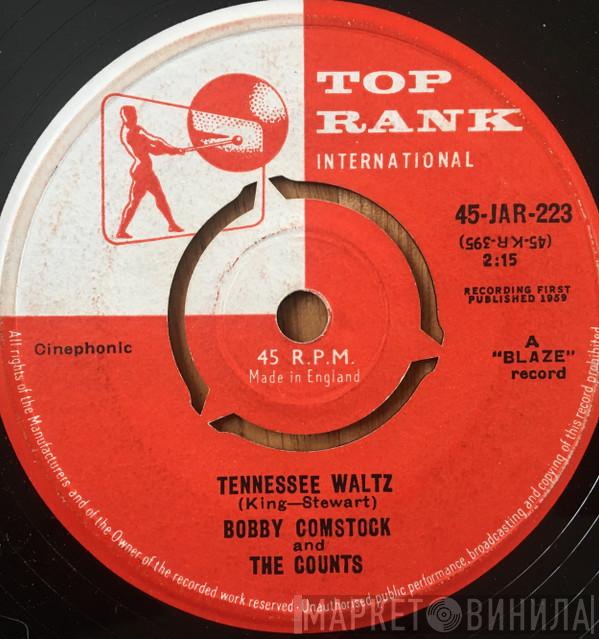 TOP
RANK
INTERNATIONAL
45-JAR-223
(45-K-395)
2:15
RECORDING FIRST
PUBLISHED 1959
Cinephonic
A
"BLAZE"
record
45 R.P.M.
Made in England
TENNESSEE WALTZ
(King—Stewart)
BOBBY COMSTOCK
and
THE COUNTS
All rights of the Manufacturers and of the Owner of the recorded work reserved · Unauthorised public performance, broadcasting and copying of this record prohibited
МАРКЕТ ВИНИЛА